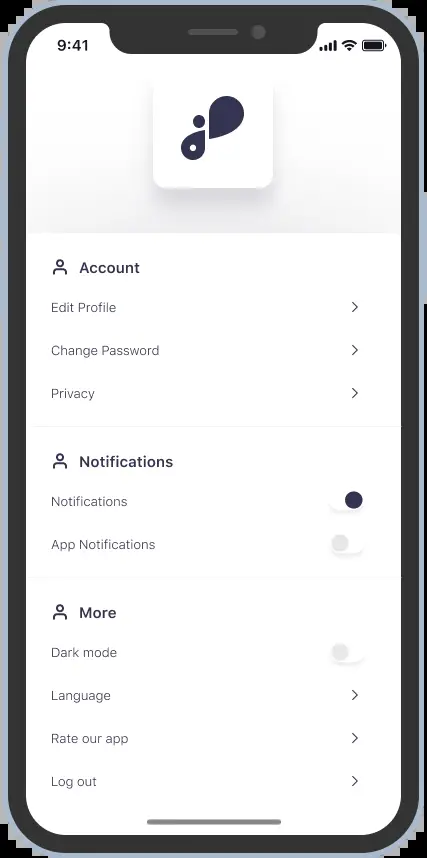 9:41
Account
Edit Profile
Change Password
Privacy
Notifications
Notifications
App Notifications
More
Dark mode
Language
Rate our app
Log out